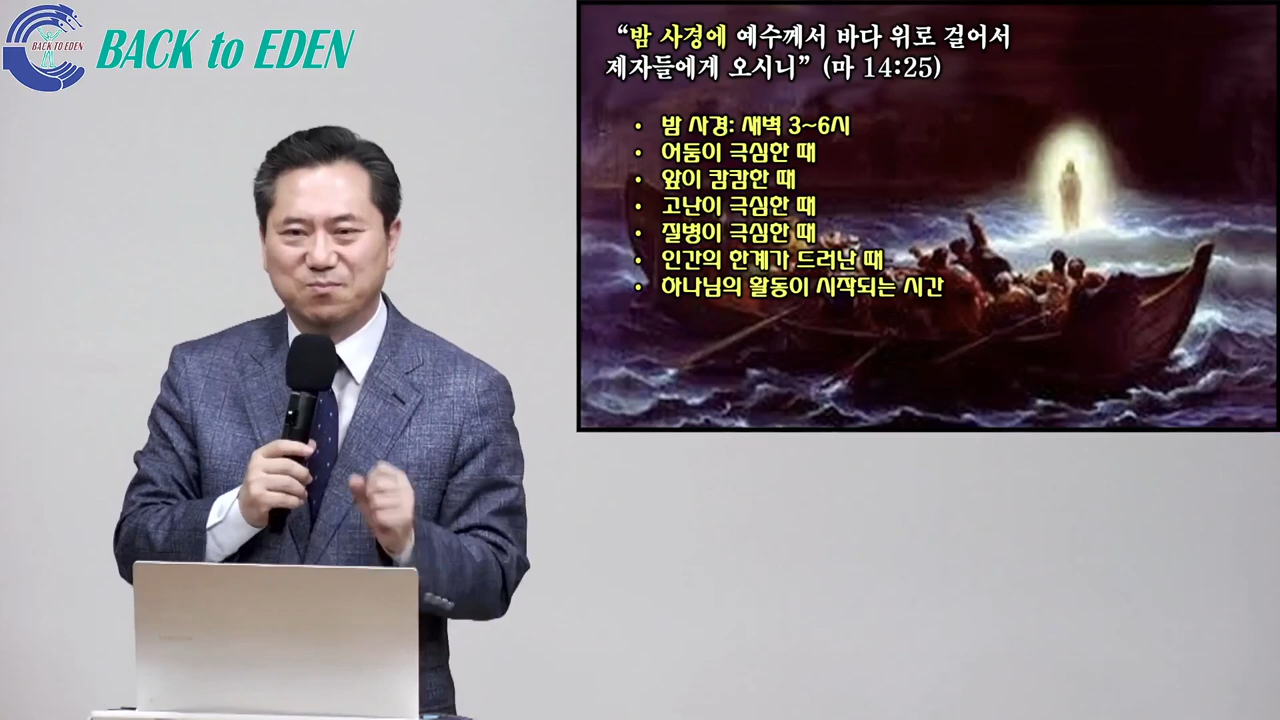 BACK TO EDEN
BACK to EDEN
“밤 사경에 예수께서 바다 위로 걸어서
제자들에게 오시니” (마 14:25)
• 밤 사경: 새벽 3~6시
• 어둠이 극심한 때
• 앞이 캄캄한 때
• 고난이 극심한 때
• 질병이 극심한 때
• 인간의 한계가 드러난 때
• 하나님의 활동이 시작되는 시간